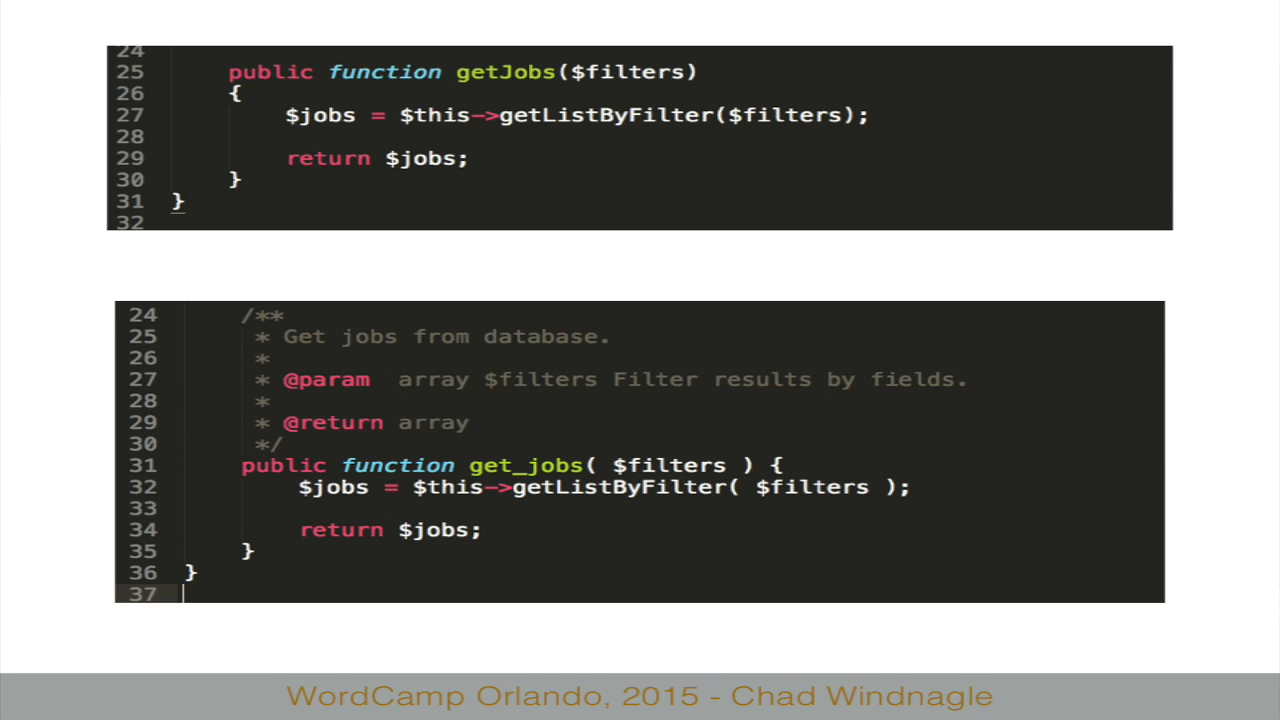 24
25 public function getJobs($filters)
26 {
27 $jobs = $this->getListByFilter($filters);
28
29 return $jobs;
30 }
31 }
32
24 /**
25 * Get jobs from database.
26 *
27 * @param array $filters Filter results by fields.
28 *
29 * @return array
30 */
31 public function get_jobs( $filters ) {
32 $jobs = $this->getListByFilter( $filters );
33
34 return $jobs;
35 }
36 }
37
WordCamp Orlando, 2015 - Chad Windnagle